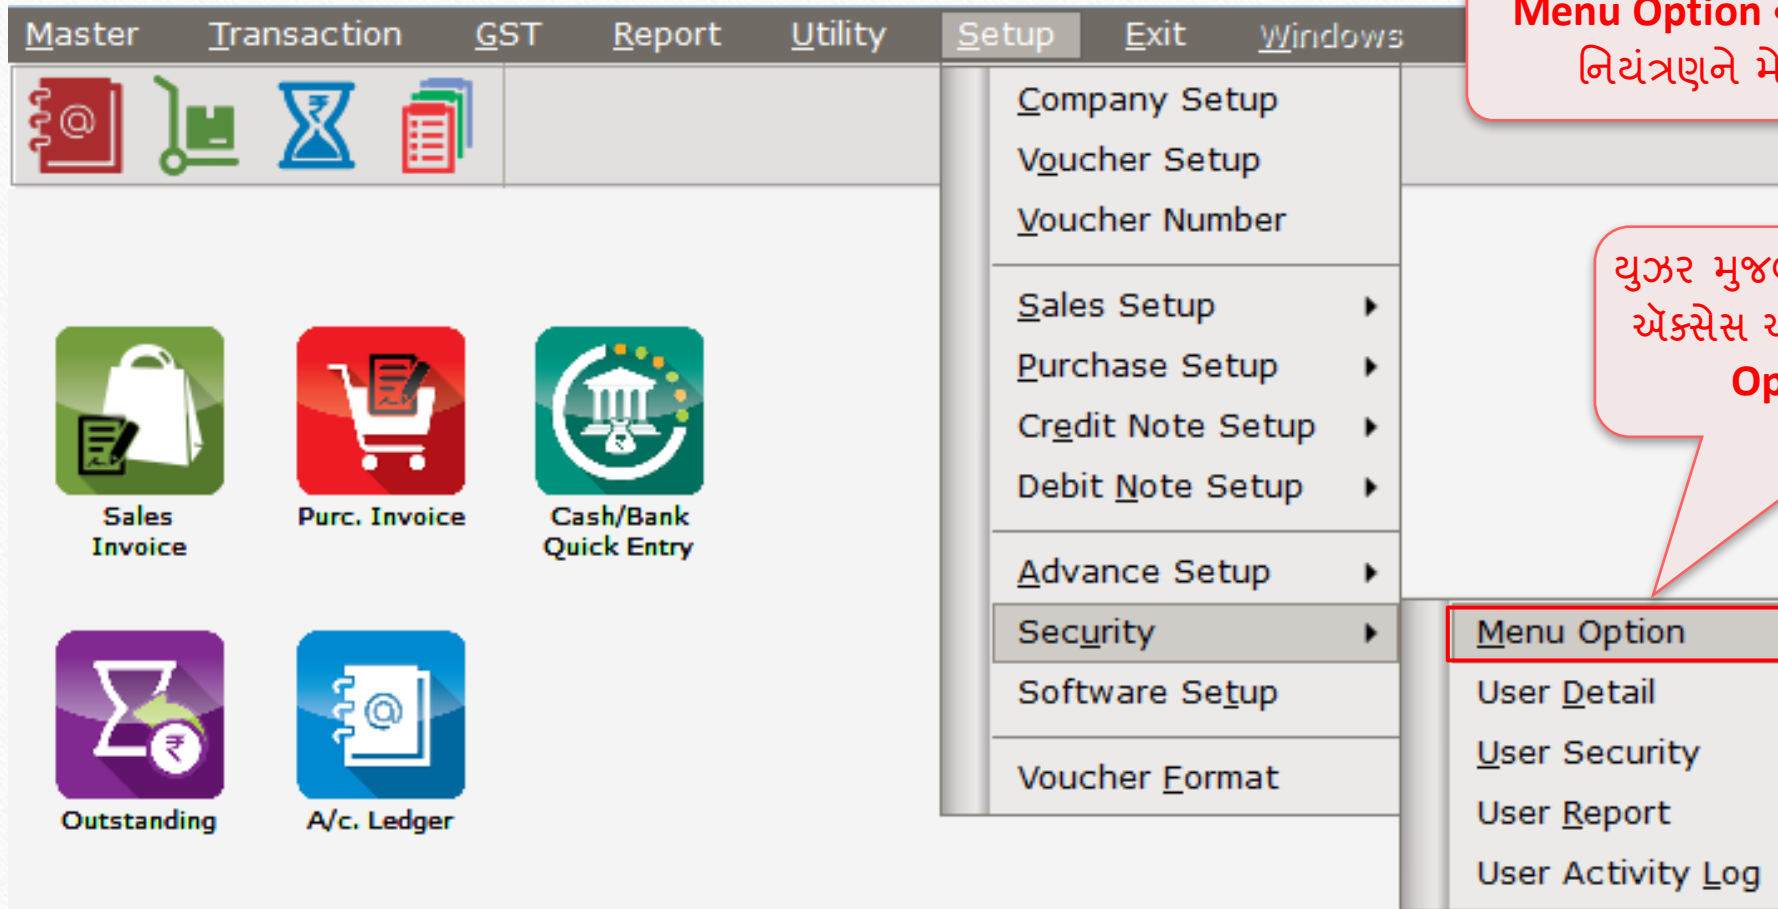 Master Transaction GST Report Utility Setup Exit Windows
Menu Option
નિયંત્રણને
Company Setup
Voucher Setup
Voucher Number
Sales Setup
Purchase Setup
Credit Note Setup
Debit Note Setup
Advance Setup
Security
Software Setup
Voucher Format
યુઝર
ઍક્સેસ
Menu Option
User Detail
User Security
User Report
User Activity Log
Sales
Invoice
Purc. Invoice
Cash/Bank
Quick Entry
Outstanding
A/c. Ledger